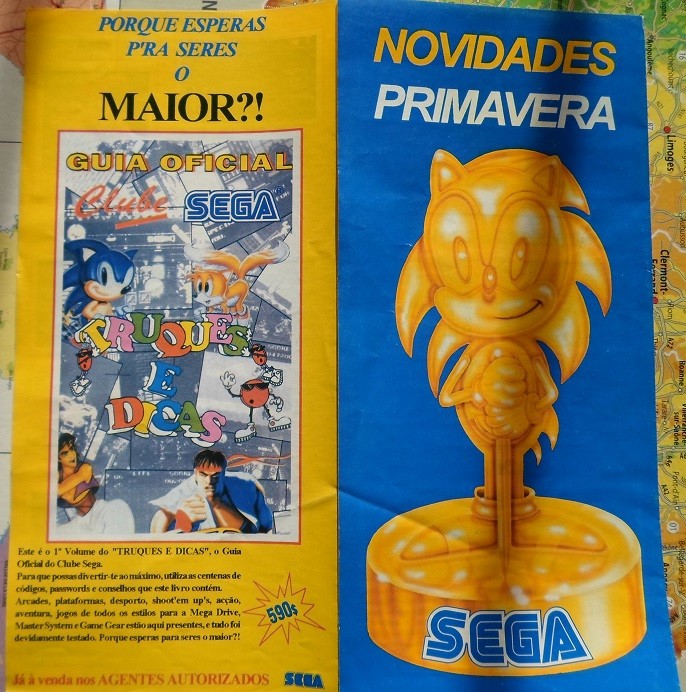 PORQUE ESPERAS
P'RA SERES
O
MAIOR?!
GUIA OFICIAL
Clube SEGA
TRUQUES
E
DICAS
Este é o 1º Volume do "TRUQUES E DICAS", o Guia
Oficial do Clube Sega.
Para que possas divertir-te ao máximo, utiliza as centenas de
códigos, passwords e conselhos que este livro contém.
Arcades, plataformas, desporto, shoot'em up's, acção,
aventura, jogos de todos os estilos para a Mega Drive,
Master System e Game Gear estão aqui presentes, e tudo foi
devidamente testado. Porque esperas para seres o maior?!
590$
Já à venda nos AGENTES AUTORIZADOS SEGA
NOVIDADES
PRIMAVERA
SEGA
Angoulême
Limoges
Clermont-
Roanne